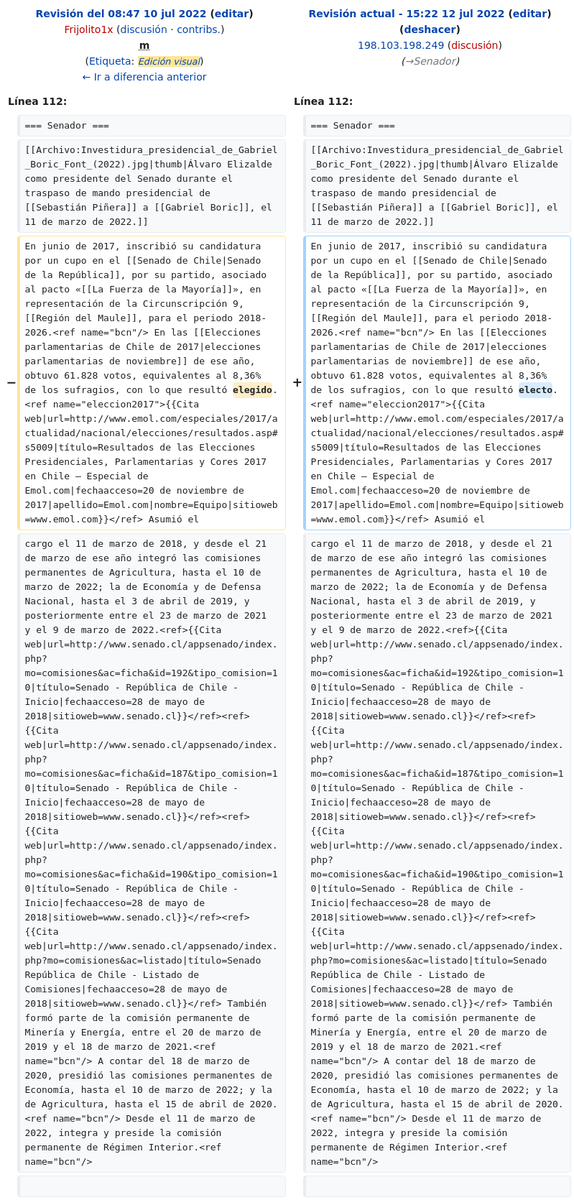 Revisión del 08:47 10 jul 2022 (editar)
Frijolito1x (discusión · contribs.)
m
(Etiqueta: Edición visual)
← Ir a diferencia anterior
Revisión actual - 15:22 12 jul 2022 (editar)
(deshacer)
198.103.198.249 (discusión)
(→Senador)
Línea 112:
=== Senador ===
[[Archivo:Investidura_presidencial_de_Gabriel
_Boric_Font_(2022).jpg|thumb|Álvaro Elizalde
como presidente del Senado durante el
traspaso de mando presidencial de
[[Sebastián Piñera]] a [[Gabriel Boric]], el
11 de marzo de 2022.]]
−
En junio de 2017, inscribió su candidatura
por un cupo en el [[Senado de Chile|Senado
de la República]], por su partido, asociado
al pacto «[[La Fuerza de la Mayoría]]», en
representación de la Circunscripción 9,
[[Región del Maule]], para el periodo 2018-
2026.<ref name="bcn"/> En las [[Elecciones
parlamentarias de Chile de 2017|elecciones
parlamentarias de noviembre]] de ese año,
obtuvo 61.828 votos, equivalentes al 8,36%
de los sufragios, con lo que resultó elegido.
<ref name="eleccion2017">{{Cita
web|url=http://www.emol.com/especiales/2017/a
ctualidad/nacional/elecciones/resultados.asp#
s5009|título=Resultados de las Elecciones
Presidenciales, Parlamentarias y Cores 2017
en Chile – Especial de
Emol.com|fechaacceso=20 de noviembre de
2017|apellido=Emol.com|nombre=Equipo|sitioweb
=www.emol.com}}</ref> Asumió el
cargo el 11 de marzo de 2018, y desde el 21
de marzo de ese año integró las comisiones
permanentes de Agricultura, hasta el 10 de
marzo de 2022; la de Economía y de Defensa
Nacional, hasta el 3 de abril de 2019, y
posteriormente entre el 23 de marzo de 2021
y el 9 de marzo de 2022.<ref>{{Cita
web|url=http://www.senado.cl/appsenado/index.
php?
mo=comisiones&ac=ficha&id=192&tipo_comision=1
0|título=Senado - República de Chile -
Inicio|fechaacceso=28 de mayo de
2018|sitioweb=www.senado.cl}}</ref><ref>
{{Cita
web|url=http://www.senado.cl/appsenado/index.
php?
mo=comisiones&ac=ficha&id=187&tipo_comision=1
0|título=Senado - República de Chile -
Inicio|fechaacceso=28 de mayo de
2018|sitioweb=www.senado.cl}}</ref><ref>
{{Cita
web|url=http://www.senado.cl/appsenado/index.
php?
mo=comisiones&ac=ficha&id=190&tipo_comision=1
0|título=Senado - República de Chile -
Inicio|fechaacceso=28 de mayo de
2018|sitioweb=www.senado.cl}}</ref><ref>
{{Cita
web|url=http://www.senado.cl/appsenado/index.
php?mo=comisiones&ac=listado|título=Senado
República de Chile - Listado de
Comisiones|fechaacceso=28 de mayo de
2018|sitioweb=www.senado.cl}}</ref> También
formó parte de la comisión permanente de
Minería y Energía, entre el 20 de marzo de
2019 y el 18 de marzo de 2021.<ref
name="bcn"/> A contar del 18 de marzo de
2020, presidió las comisiones permanentes de
Economía, hasta el 10 de marzo de 2022; y la
de Agricultura, hasta el 15 de abril de 2020.
<ref name="bcn"/> Desde el 11 de marzo de
2022, integra y preside la comisión
permanente de Régimen Interior.<ref
name="bcn"/>
Línea 112:
=== Senador ===
[[Archivo:Investidura_presidencial_de_Gabriel
_Boric_Font_(2022).jpg|thumb|Álvaro Elizalde
como presidente del Senado durante el
traspaso de mando presidencial de
[[Sebastián Piñera]] a [[Gabriel Boric]], el
11 de marzo de 2022.]]
+
En junio de 2017, inscribió su candidatura
por un cupo en el [[Senado de Chile|Senado
de la República]], por su partido, asociado
al pacto «[[La Fuerza de la Mayoría]]», en
representación de la Circunscripción 9,
[[Región del Maule]], para el periodo 2018-
2026.<ref name="bcn"/> En las [[Elecciones
parlamentarias de Chile de 2017|elecciones
parlamentarias de noviembre]] de ese año,
obtuvo 61.828 votos, equivalentes al 8,36%
de los sufragios, con lo que resultó electo.
<ref name="eleccion2017">{{Cita
web|url=http://www.emol.com/especiales/2017/a
ctualidad/nacional/elecciones/resultados.asp#
s5009|título=Resultados de las Elecciones
Presidenciales, Parlamentarias y Cores 2017
en Chile – Especial de
Emol.com|fechaacceso=20 de noviembre de
2017|apellido=Emol.com|nombre=Equipo|sitioweb
=www.emol.com}}</ref> Asumió el
cargo el 11 de marzo de 2018, y desde el 21
de marzo de ese año integró las comisiones
permanentes de Agricultura, hasta el 10 de
marzo de 2022; la de Economía y de Defensa
Nacional, hasta el 3 de abril de 2019, y
posteriormente entre el 23 de marzo de 2021
y el 9 de marzo de 2022.<ref>{{Cita
web|url=http://www.senado.cl/appsenado/index.
php?
mo=comisiones&ac=ficha&id=192&tipo_comision=1
0|título=Senado - República de Chile -
Inicio|fechaacceso=28 de mayo de
2018|sitioweb=www.senado.cl}}</ref><ref>
{{Cita
web|url=http://www.senado.cl/appsenado/index.
php?
mo=comisiones&ac=ficha&id=187&tipo_comision=1
0|título=Senado - República de Chile -
Inicio|fechaacceso=28 de mayo de
2018|sitioweb=www.senado.cl}}</ref><ref>
{{Cita
web|url=http://www.senado.cl/appsenado/index.
php?
mo=comisiones&ac=ficha&id=190&tipo_comision=1
0|título=Senado - República de Chile -
Inicio|fechaacceso=28 de mayo de
2018|sitioweb=www.senado.cl}}</ref><ref>
{{Cita
web|url=http://www.senado.cl/appsenado/index.
php?mo=comisiones&ac=listado|título=Senado
República de Chile - Listado de
Comisiones|fechaacceso=28 de mayo de
2018|sitioweb=www.senado.cl}}</ref> También
formó parte de la comisión permanente de
Minería y Energía, entre el 20 de marzo de
2019 y el 18 de marzo de 2021.<ref
name="bcn"/> A contar del 18 de marzo de
2020, presidió las comisiones permanentes de
Economía, hasta el 10 de marzo de 2022; y la
de Agricultura, hasta el 15 de abril de 2020.
<ref name="bcn"/> Desde el 11 de marzo de
2022, integra y preside la comisión
permanente de Régimen Interior.<ref
name="bcn"/>